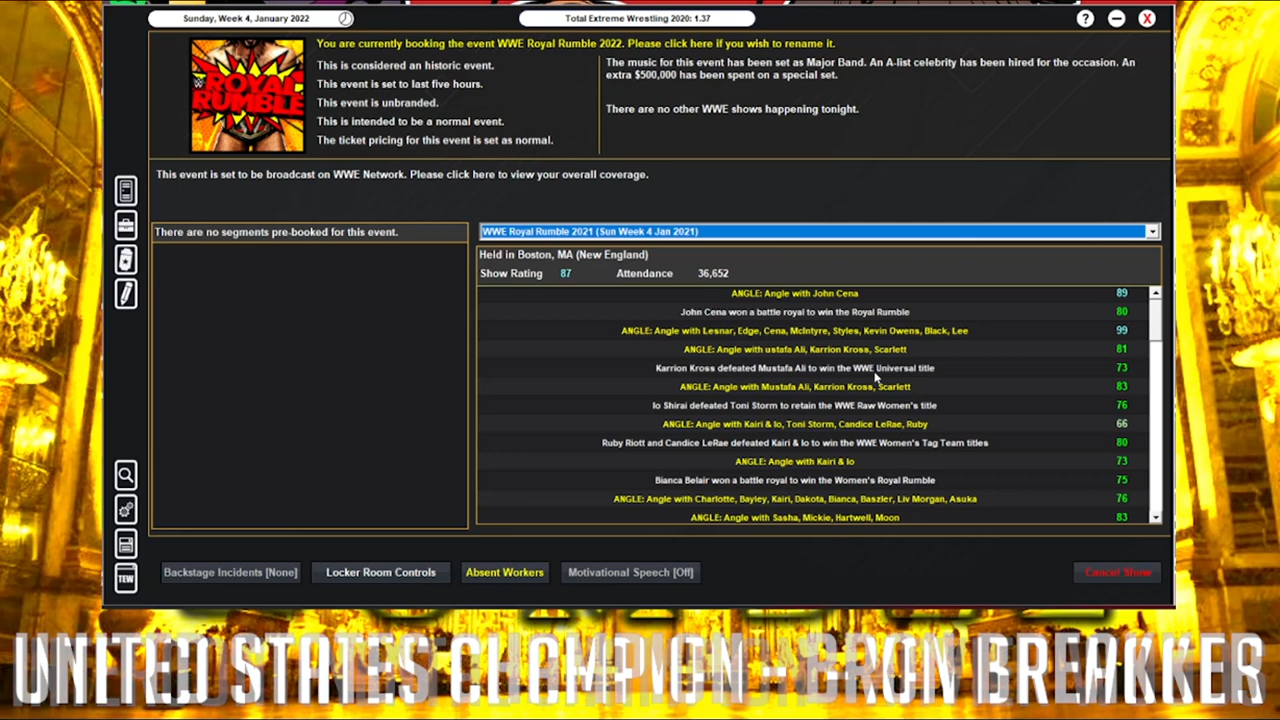 Sunday, Week 4, January 2022
Total Extreme Wrestling 2020: 1.37
?
X
ROYAL
RUMBLE
You are currently booking the event WWE Royal Rumble 2022. Please click here if you wish to rename it.
This is considered an historic event.
This event is set to last five hours.
This event is unbranded.
This is intended to be a normal event.
The ticket pricing for this event is set as normal.
The music for this event has been set as Major Band. An A-list celebrity has been hired for the occasion. An
extra $500,000 has been spent on a special set.
There are no other WWE shows happening tonight.
This event is set to be broadcast on WWE Network. Please click here to view your overall coverage.
There are no segments pre-booked for this event.
WWE Royal Rumble 2021 (Sun Week 4 Jan 2021)
Held in Boston, MA (New England)
Show Rating 87 Attendance 36,652
ANGLE: Angle with John Cena 89
John Cena won a battle royal to win the Royal Rumble 80
ANGLE: Angle with Lesnar, Edge, Cena, McIntyre, Styles, Kevin Owens, Black, Lee 99
ANGLE: Angle with ustafa Ali, Karrion Kross, Scarlett 81
Karrion Kross defeated Mustafa Ali to win the WWE Universal title 73
ANGLE: Angle with Mustafa Ali, Karrion Kross, Scarlett 83
Io Shirai defeated Toni Storm to retain the WWE Raw Women's title 76
ANGLE: Angle with Kairi & Io, Toni Storm, Candice LeRae, Ruby 66
Ruby Riott and Candice LeRae defeated Kairi & Io to win the WWE Women's Tag Team titles 80
ANGLE: Angle with Kairi & Io 73
Bianca Belair won a battle royal to win the Women's Royal Rumble 75
ANGLE: Angle with Charlotte, Bayley, Kairi, Dakota, Bianca, Baszler, Liv Morgan, Asuka 76
ANGLE: Angle with Sasha, Mickie, Hartwell, Moon 83
TEW
Backstage Incidents [None]
Locker Room Controls
Absent Workers
Motivational Speech [Off]
Cancel Show
UNITED STATES CHAMPION - BRON BREAKKER